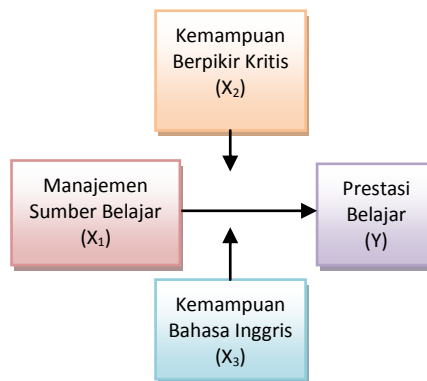 Kemampuan
Berpikir Kritis
(X₂)
Manajemen
Sumber Belajar
(X₁)
Prestasi
Belajar
(Y)
Kemampuan
Bahasa Inggris
(X₃)